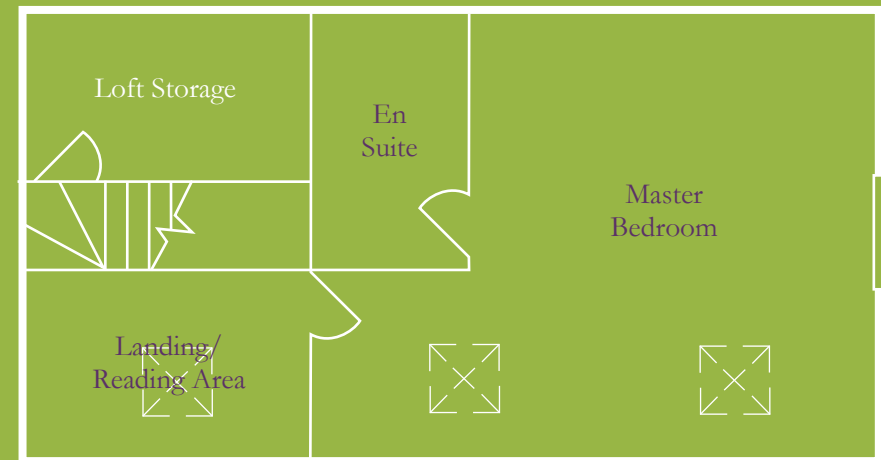 Loft Storage
En
Suite
Master
Bedroom
Landing/
Reading Area